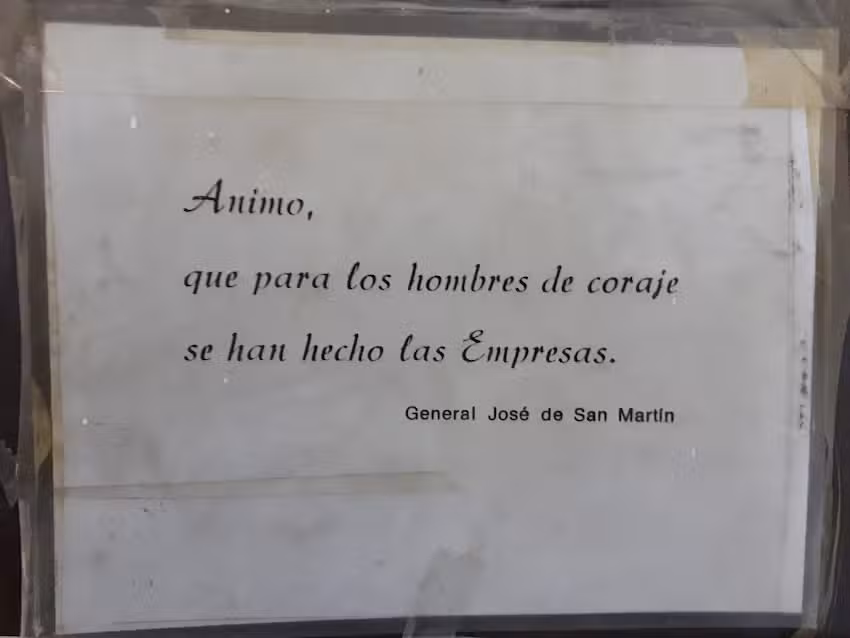 Animo,
que para los hombres de coraje
se han hecho las Empresas.
General José de San Martín